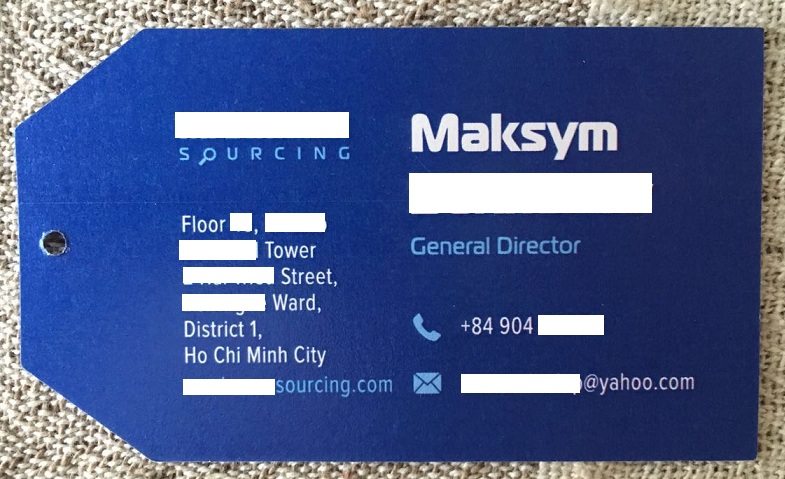 SOURCING
Floor
Tower
Street,
Ward,
District 1,
Ho Chi Minh City
sourcing.com
Maksym
General Director
+84 904
@yahoo.com